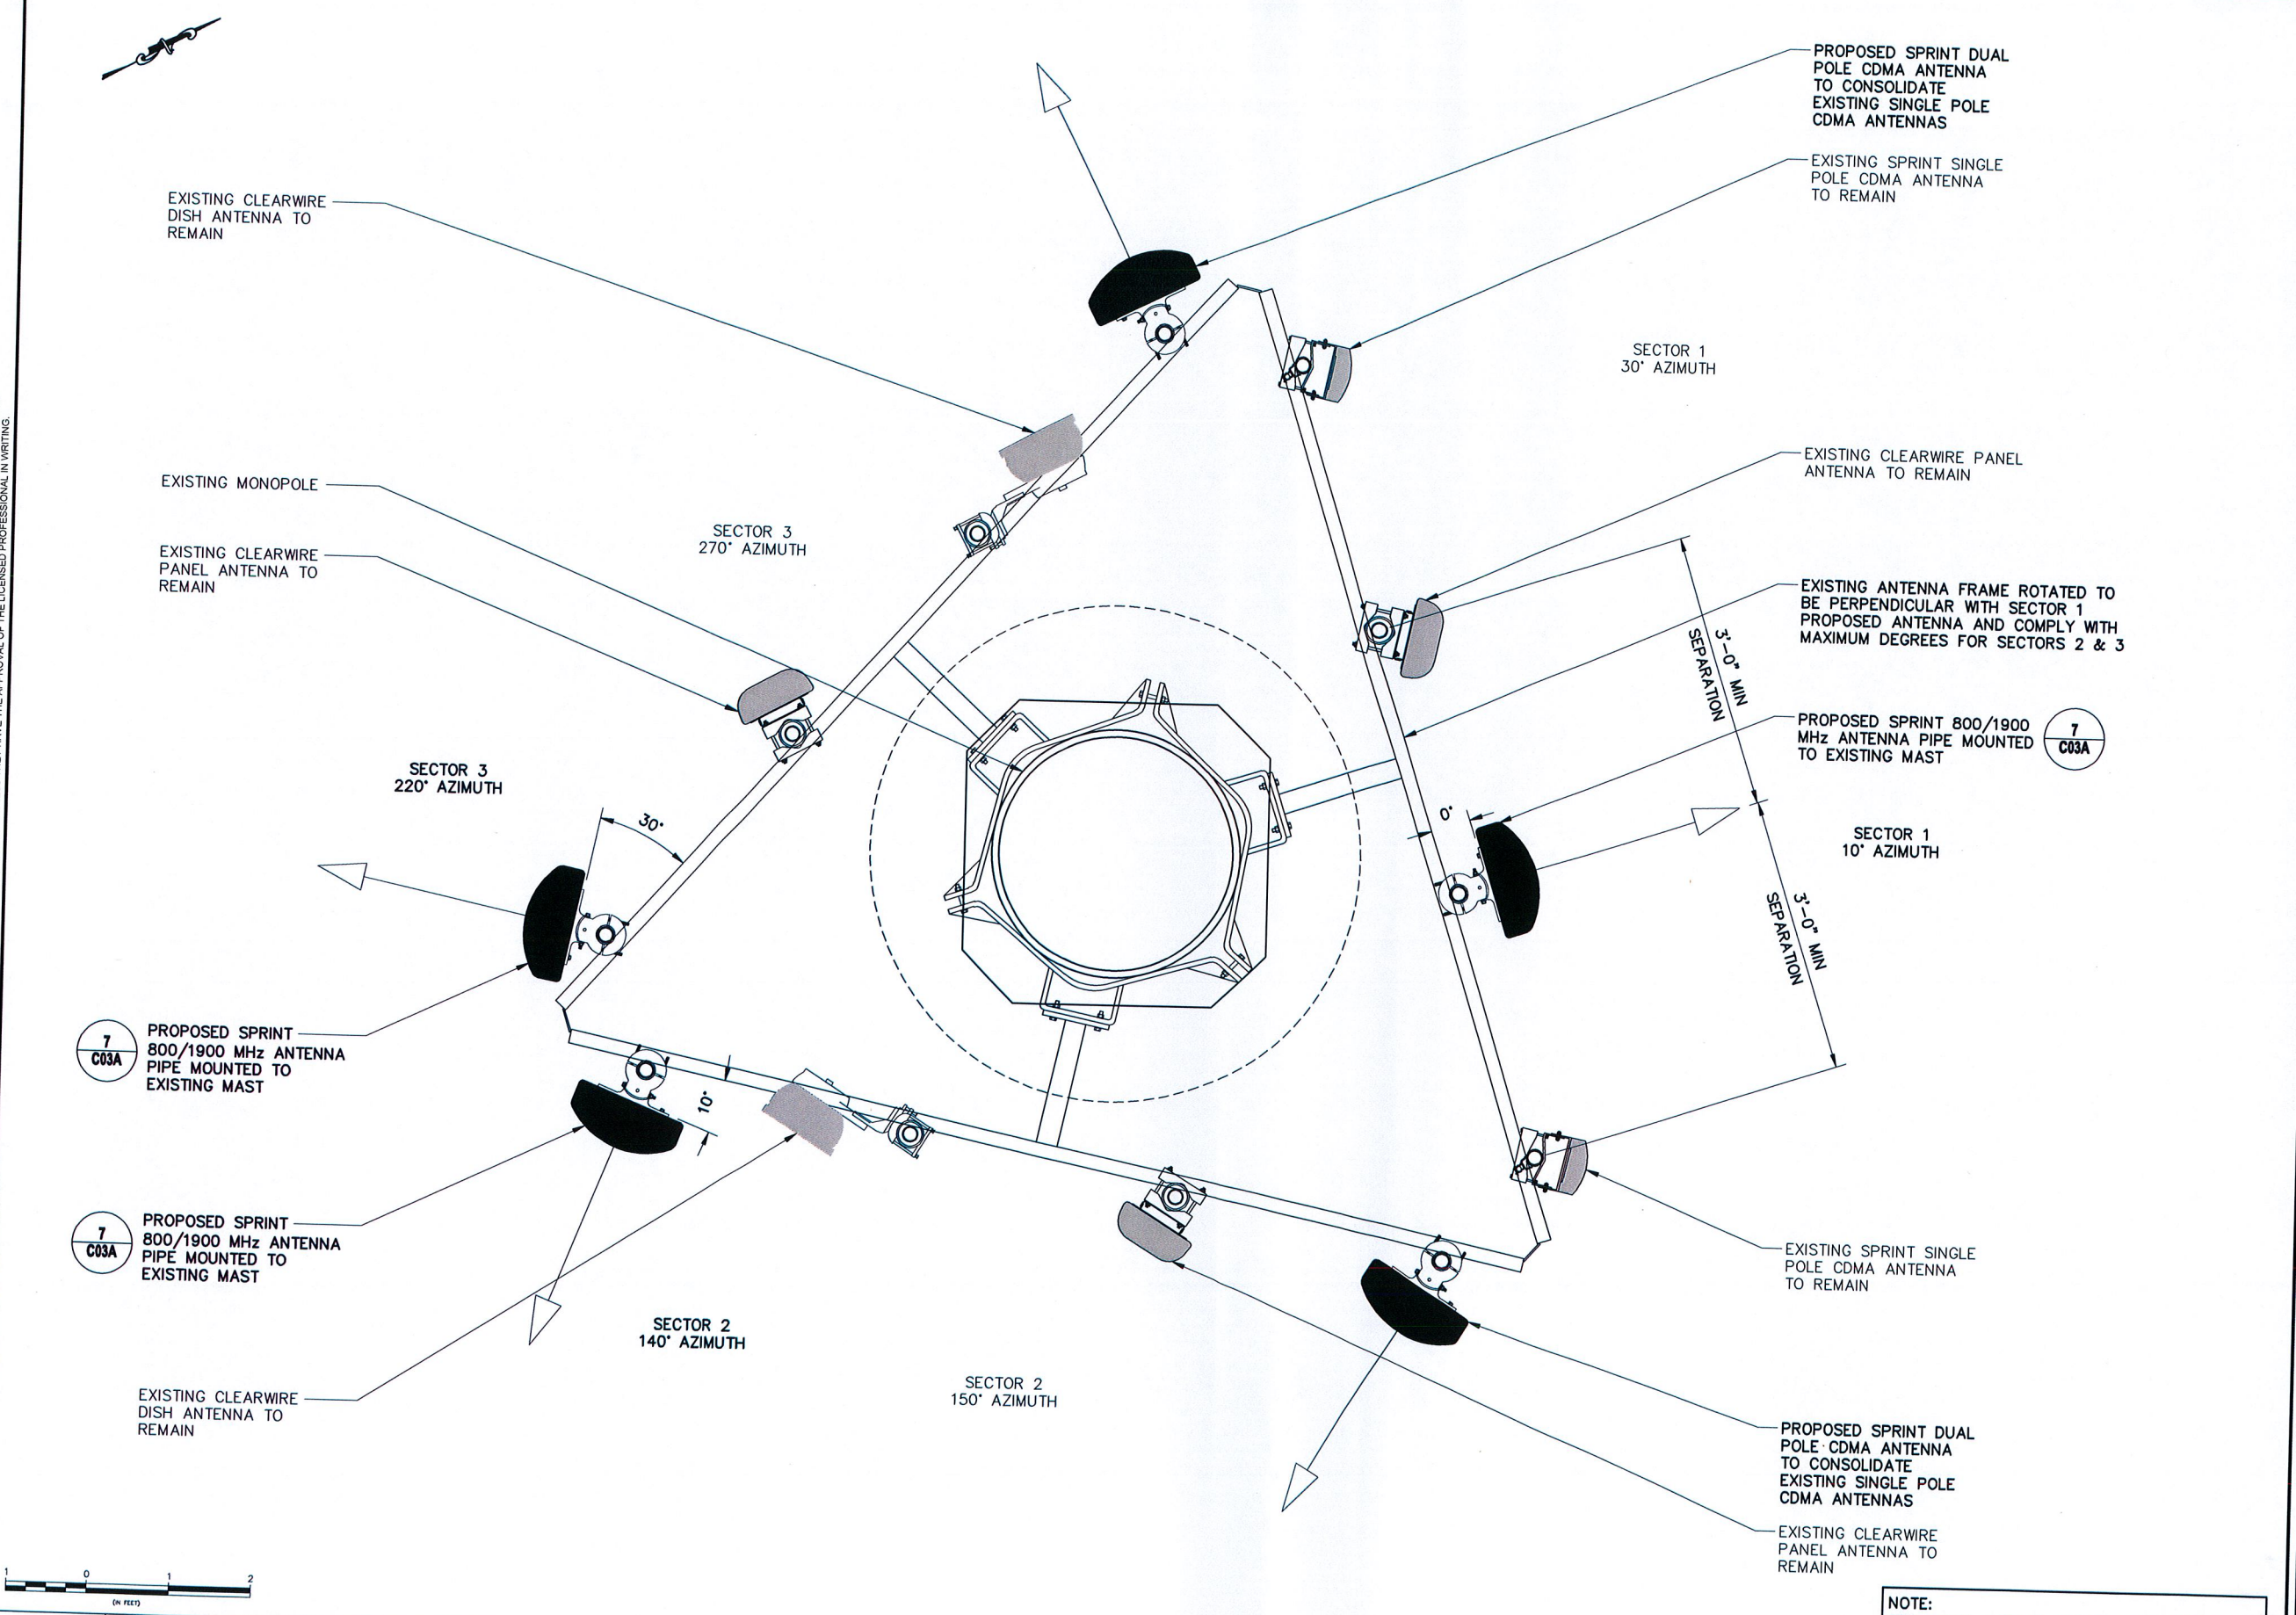 PROPOSED SPRINT DUAL
POLE CDMA ANTENNA
TO CONSOLIDATE
EXISTING SINGLE POLE
CDMA ANTENNAS
EXISTING SPRINT SINGLE
POLE CDMA ANTENNA
TO REMAIN
EXISTING CLEARWIRE
DISH ANTENNA TO
REMAIN
SECTOR 1
30° AZIMUTH
EXISTING CLEARWIRE PANEL
ANTENNA TO REMAIN
EXISTING MONOPOLE
SECTOR 3
270° AZIMUTH
EXISTING CLEARWIRE
PANEL ANTENNA TO
REMAIN
EXISTING ANTENNA FRAME ROTATED TO
BE PERPENDICULAR WITH SECTOR 1
PROPOSED ANTENNA AND COMPLY WITH
MAXIMUM DEGREES FOR SECTORS 2 & 3
3'-0" MIN
SEPARATION
PROPOSED SPRINT 800/1900
MHz ANTENNA PIPE MOUNTED
TO EXISTING MAST
7
C03A
SECTOR 3
220° AZIMUTH
30°
0°
SECTOR 1
10° AZIMUTH
3'-0" MIN
SEPARATION
7
C03A
PROPOSED SPRINT
800/1900 MHz ANTENNA
PIPE MOUNTED TO
EXISTING MAST
10°
7
C03A
PROPOSED SPRINT
800/1900 MHz ANTENNA
PIPE MOUNTED TO
EXISTING MAST
EXISTING SPRINT SINGLE
POLE CDMA ANTENNA
TO REMAIN
SECTOR 2
140° AZIMUTH
SECTOR 2
150° AZIMUTH
EXISTING CLEARWIRE
DISH ANTENNA TO
REMAIN
PROPOSED SPRINT DUAL
POLE CDMA ANTENNA
TO CONSOLIDATE
EXISTING SINGLE POLE
CDMA ANTENNAS
EXISTING CLEARWIRE
PANEL ANTENNA TO
REMAIN
1 0 1 2
(IN FEET)
NOTE:
OF THE LICENSED PROFESSIONAL IN WRITING.